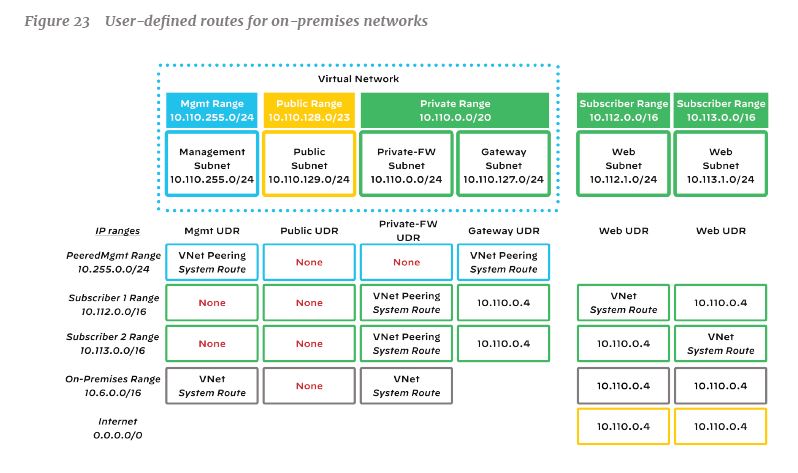 Figure 23 User-defined routes for on-premises networks
Virtual Network
Mgmt Range
10.110.255.0/24
Public Range
10.110.128.0/23
Private Range
10.110.0.0/20
Subscriber Range
10.112.0.0/16
Subscriber Range
10.113.0.0/16
Management
Subnet
10.110.255.0/24
Public
Subnet
10.110.129.0/24
Private-FW
Subnet
10.110.0.0/24
Gateway
Subnet
10.110.127.0/24
Web
Subnet
10.112.1.0/24
Web
Subnet
10.113.1.0/24
IP ranges
Mgmt UDR
Public UDR
Private-FW
UDR
Gateway UDR
Web UDR
Web UDR
PeeredMgmt Range
10.255.0.0/24
VNet Peering
System Route
None
None
VNet Peering
System Route
Subscriber 1 Range
10.112.0.0/16
None
None
VNet Peering
System Route
10.110.0.4
VNet
System Route
10.110.0.4
Subscriber 2 Range
10.113.0.0/16
None
None
VNet Peering
System Route
10.110.0.4
10.110.0.4
VNet
System Route
On-Premises Range
10.6.0.0/16
VNet
System Route
None
VNet
System Route
10.110.0.4
10.110.0.4
Internet
0.0.0.0/0
10.110.0.4
10.110.0.4